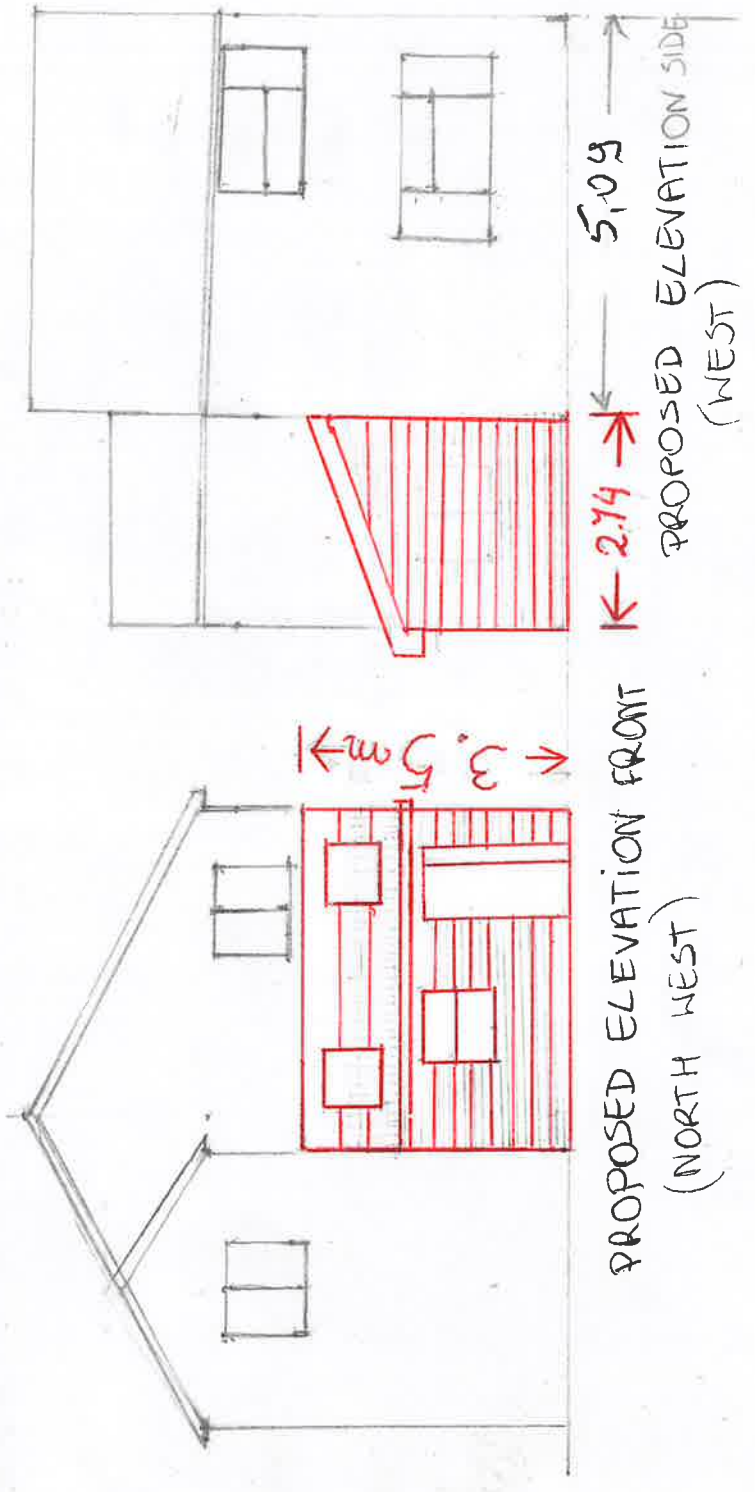 3.5m
PROPOSED ELEVATION FRONT
(NORTH WEST)
2.74
5,09
PROPOSED ELEVATION SIDE
(WEST)